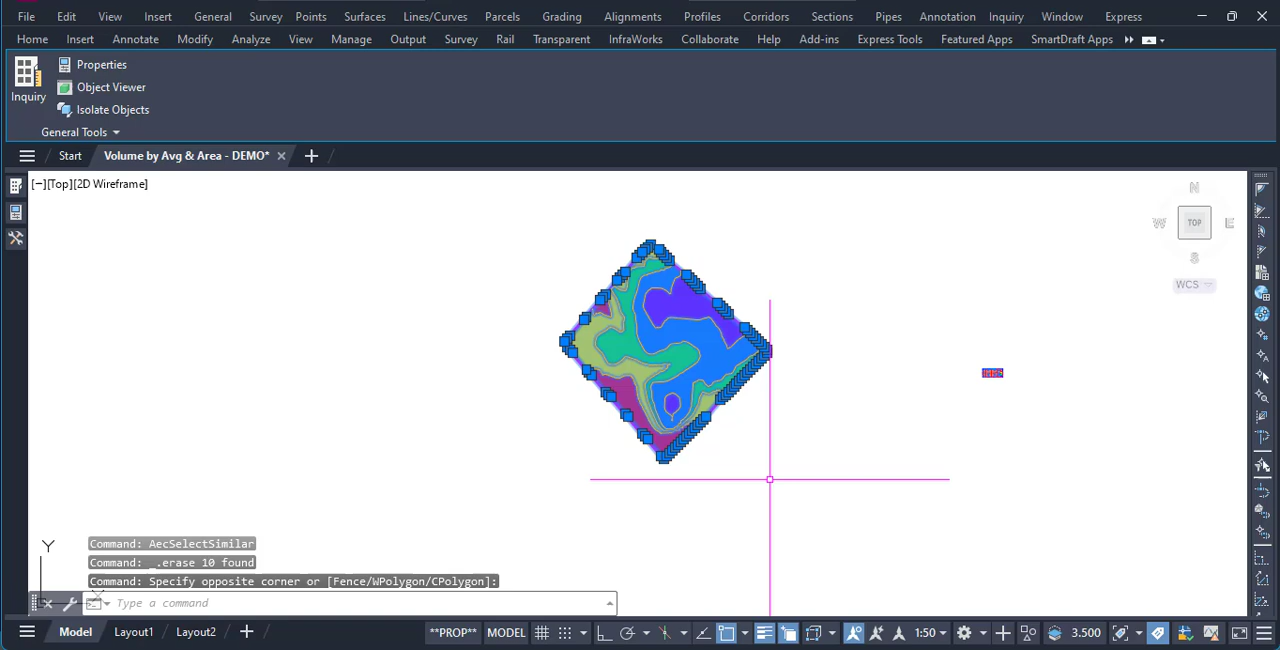 File Edit View Insert General Survey Points Surfaces Lines/Curves Parcels Grading Alignments Profiles Corridors Sections Pipes Annotation Inquiry Window Express
Home Insert Annotate Modify Analyze View Manage Output Survey Rail Transparent InfraWorks Collaborate Help Add-ins Express Tools Featured Apps SmartDraft Apps
Properties
Object Viewer
Inquiry
Isolate Objects
General Tools
Start Volume by Avg & Area - DEMO*
[−][Top][2D Wireframe]
N
W TOP E
S
WCS
Y
Command: AecSelectSimilar
Command: _.erase 10 found
Command: Specify opposite corner or [Fence/WPolygon/CPolygon]:
Type a command
Model Layout1 Layout2 **PROP** MODEL 1:50 3.500